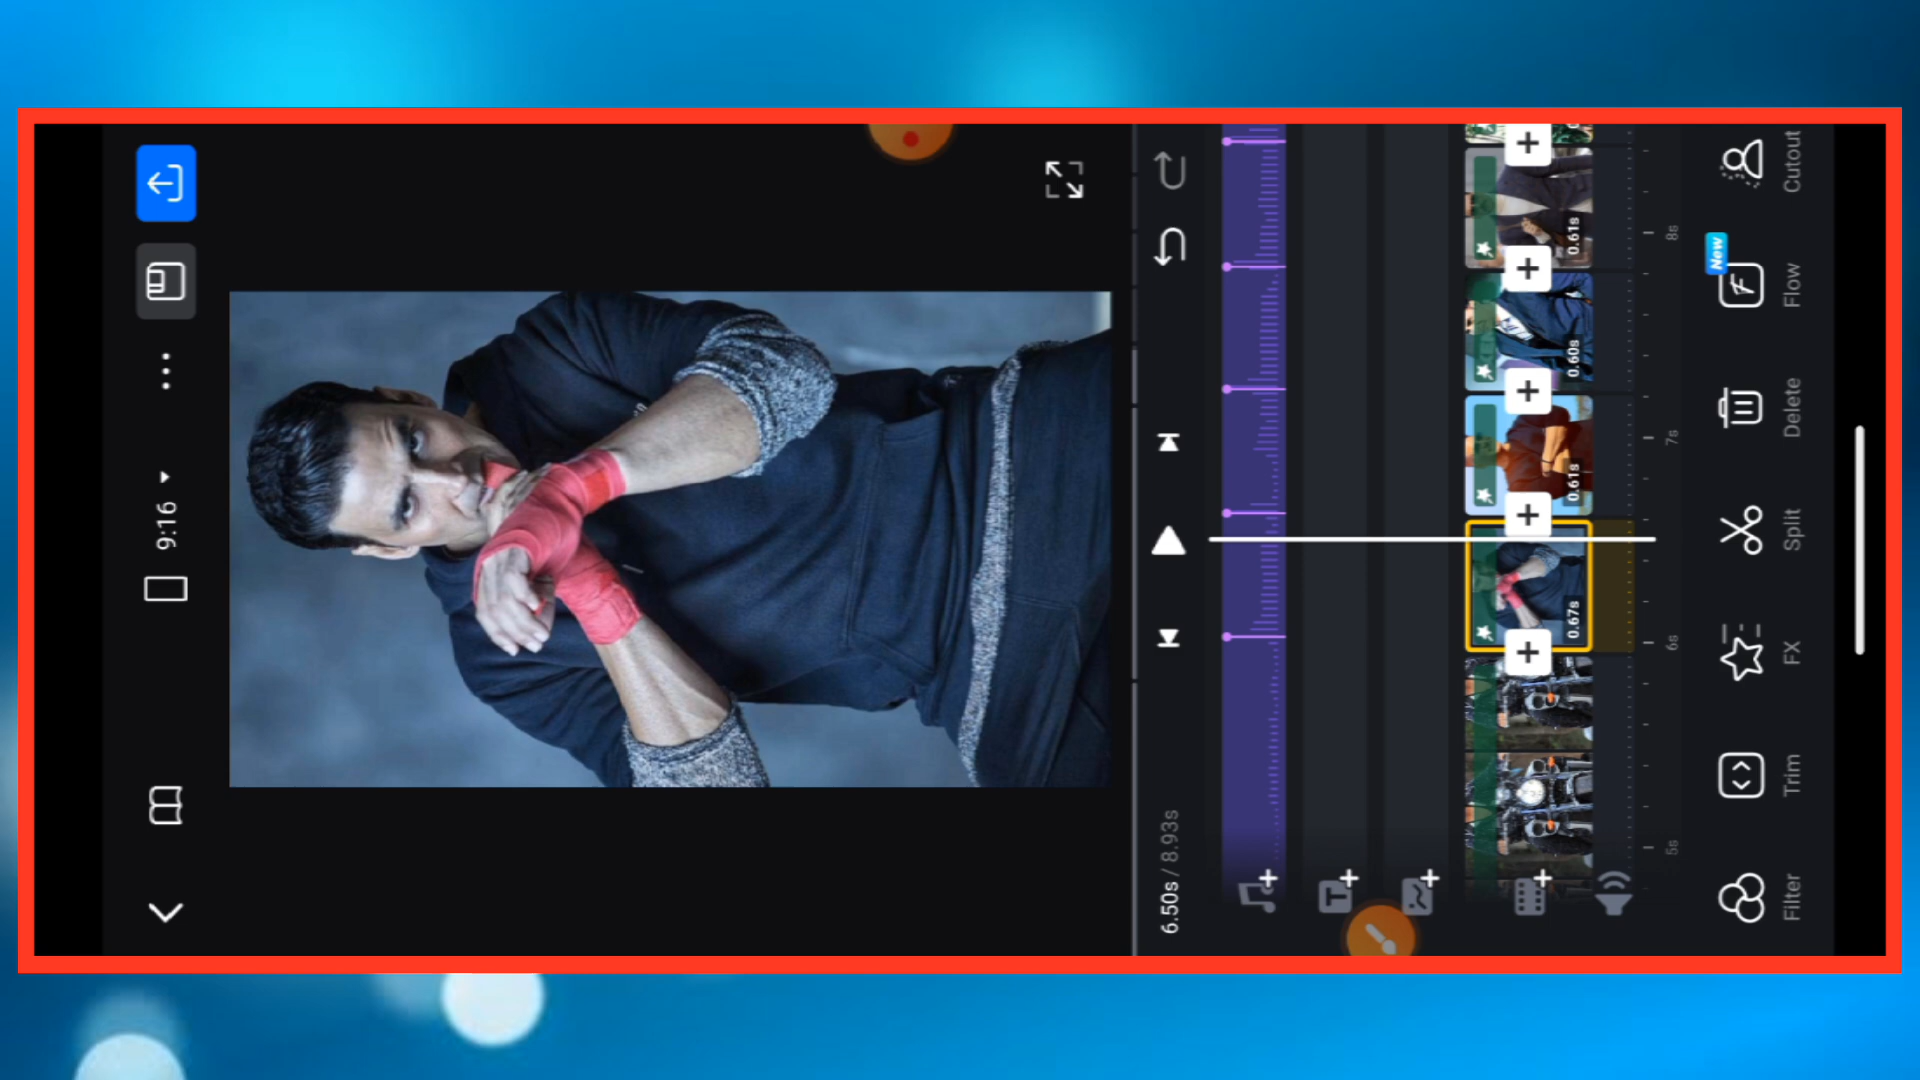 9:16
6.50s / 8.93s
0.67s
0.61s
0.60s
0.61s
5s
6s
7s
8s
Filter
Trim
FX
Split
Delete
New
Flow
Cutout